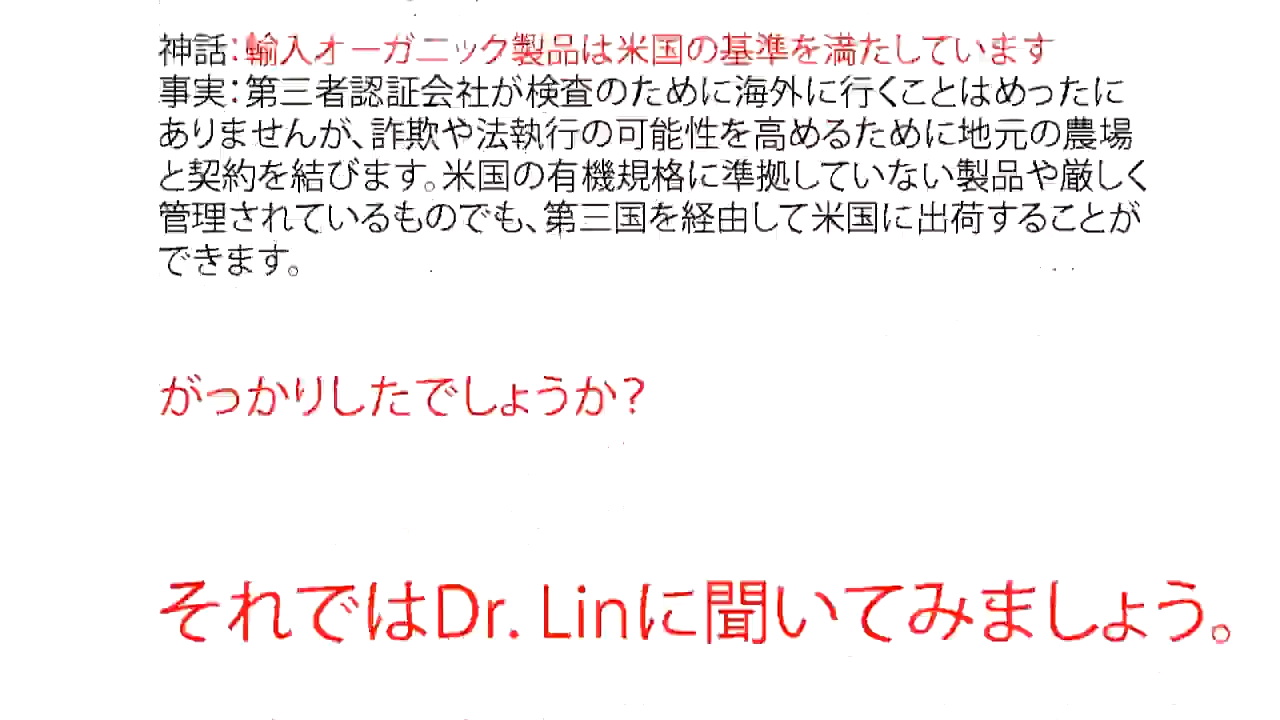 神話：輸入オーガニック製品は米国の基準を満たしています
事実：第三者認証会社が検査のために海外に行くことはめったに
ありませんが、詐欺や法執行の可能性を高めるために地元の農場
と契約を結びます。米国の有機規格に準拠していない製品や厳しく
管理されているものでも、第三国を経由して米国に出荷することが
できます。
がっかりしたでしょうか？
それではDr. Linに聞いてみましょう。